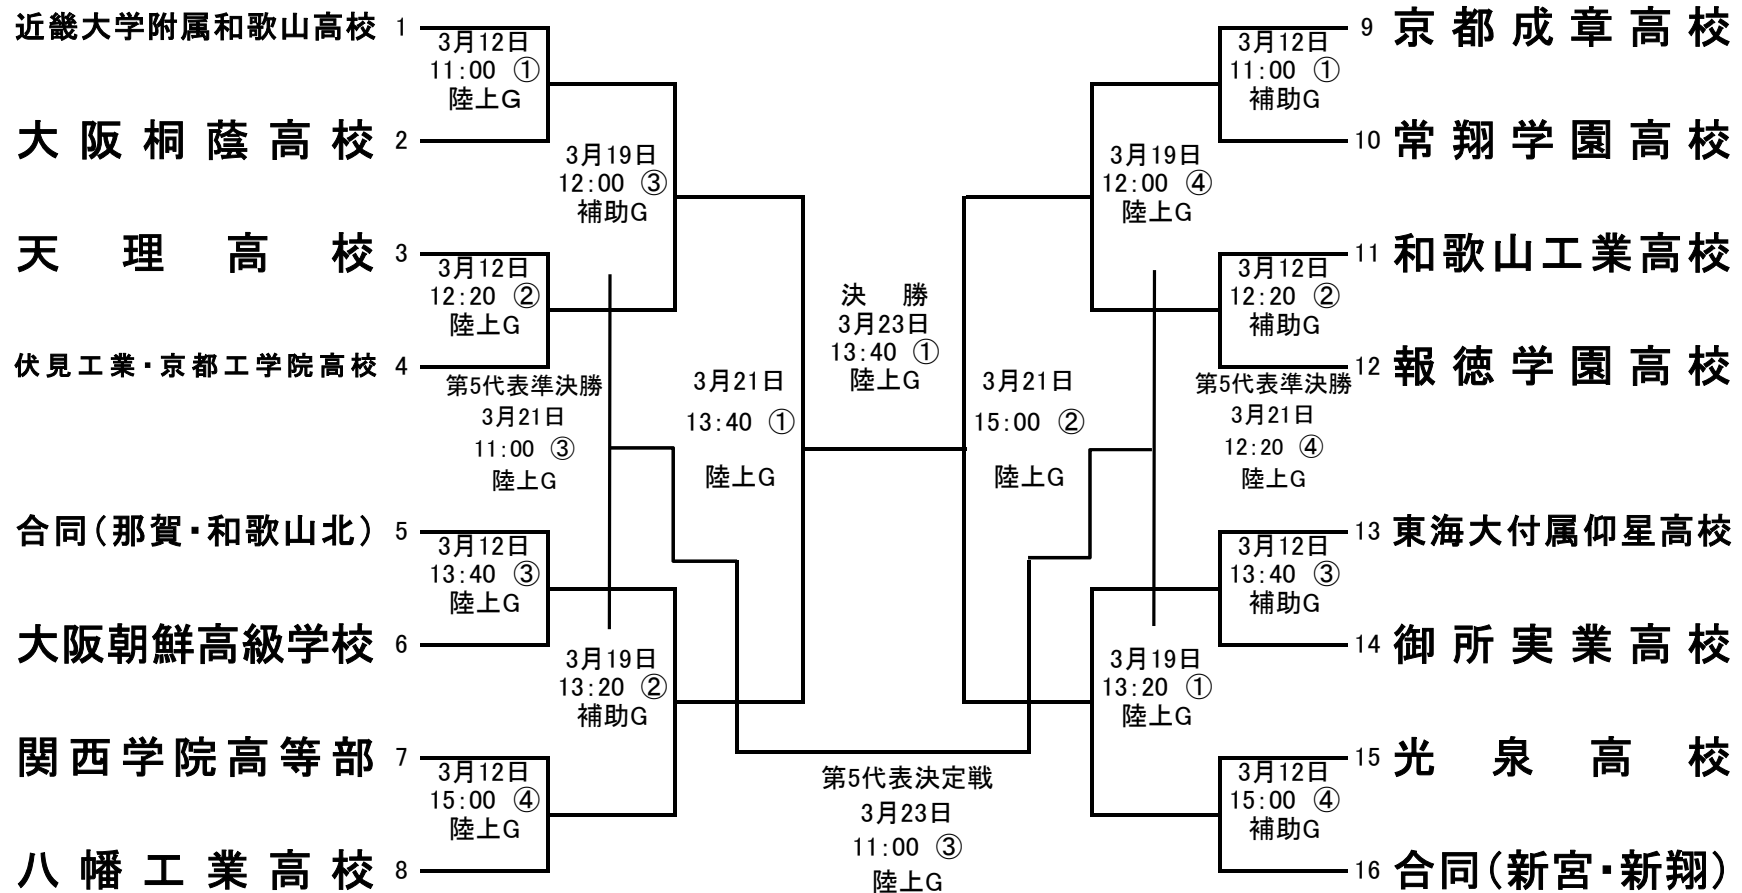 近畿大学附属和歌山高校 1
3月12日
11:00 ①
陸上G
大阪桐蔭高校 2
3月19日
12:00 ③
補助G
天理高校 3
3月12日
12:20 ②
陸上G
伏見工業・京都工学院高校 4
第5代表準決勝
3月21日
11:00 ③
陸上G
3月21日
13:40 ①
陸上G
合同(那賀・和歌山北) 5
3月12日
13:40 ③
陸上G
大阪朝鮮高級学校 6
3月19日
13:20 ②
補助G
関西学院高等部 7
3月12日
15:00 ④
陸上G
八幡工業高校 8
決勝
3月23日
13:40 ①
陸上G
第5代表決定戦
3月23日
11:00 ③
陸上G
9 京都成章高校
3月12日
11:00 ①
補助G
10 常翔学園高校
3月19日
12:00 ④
陸上G
11 和歌山工業高校
3月12日
12:20 ②
補助G
12 報徳学園高校
第5代表準決勝
3月21日
12:20 ④
陸上G
3月21日
15:00 ②
陸上G
13 東海大付属仰星高校
3月12日
13:40 ③
補助G
14 御所実業高校
3月19日
13:20 ①
陸上G
15 光泉高校
3月12日
15:00 ④
補助G
16 合同(新宮・新翔)